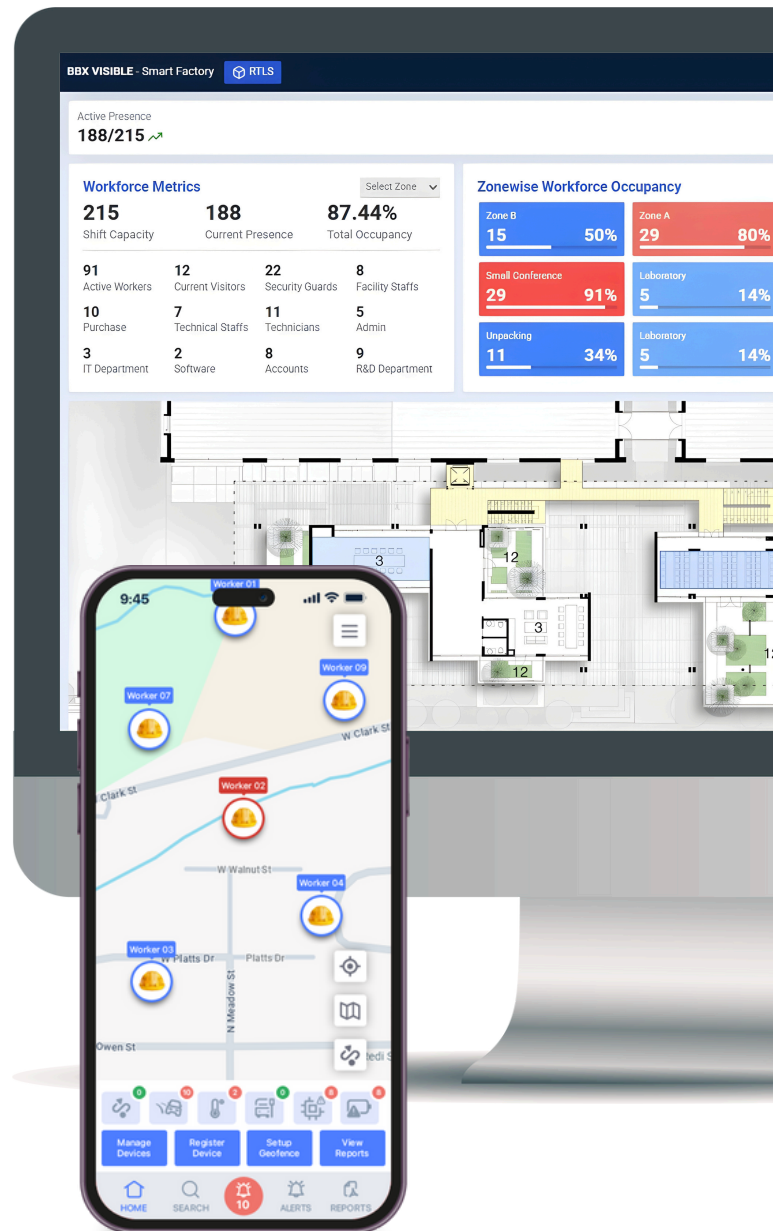 BBX VISIBLE - Smart Factory RTLS
Active Presence
188/215
Workforce Metrics
Select Zone
215 188 87.44%
Shift Capacity Current Presence Total Occupancy
91 12 22 8
Active Workers Current Visitors Security Guards Facility Staffs
10 7 11 5
Purchase Technical Staffs Technicians Admin
3 2 8 9
IT Department Software Accounts R&D Department
Zonewise Workforce Occupancy
Zone B
15 50%
Zone A
29 80%
Small Conference
29 91%
Laboratory
5 14%
Unpacking
11 34%
Laboratory
5 14%
3
12
3
12
12
9:45
Worker 01
Worker 09
Worker 07
W Clark St
Clark St
Worker 02
W Walnut St
Worker 04
Worker 03
W Platts Dr Platts Dr
N Meadow St
Owen St
edi S
0 10 2 0 8 8
Manage Devices
Register Device
Setup Geofence
View Reports
10
HOME SEARCH ALERTS REPORTS